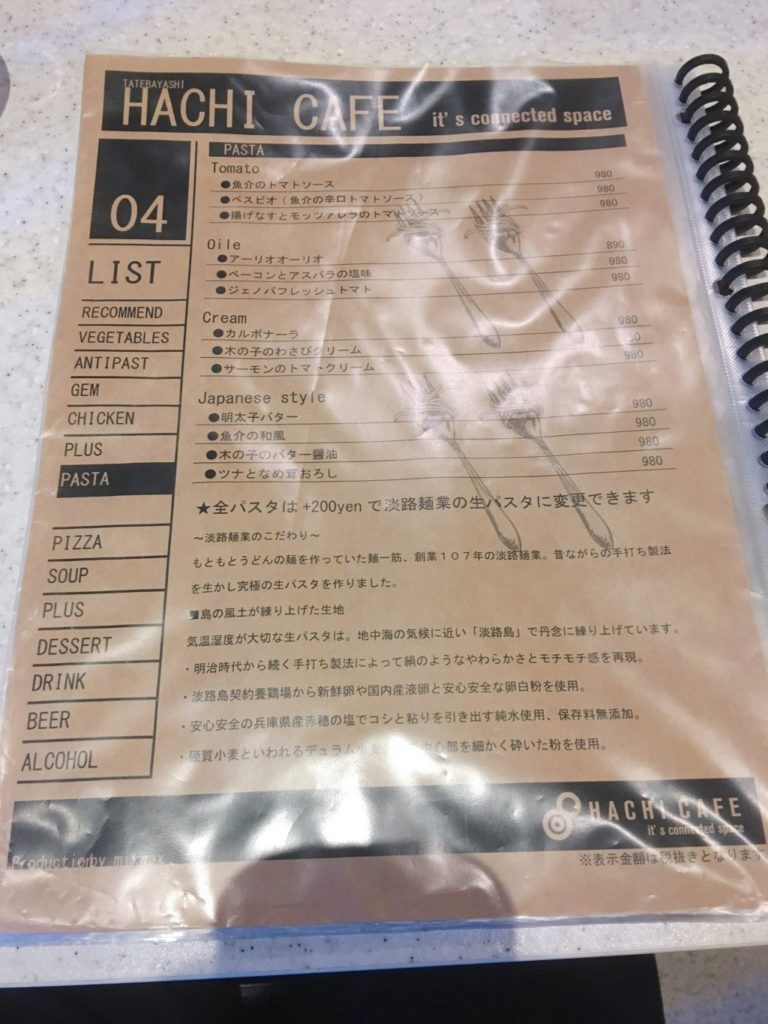 TATEBAYASHI
HACHI CAFE it's connected space
04
LIST
RECOMMEND
VEGETABLES
ANTIPAST
GEM
CHICKEN
PLUS
PASTA
PIZZA
SOUP
PLUS
DESSERT
DRINK
BEER
ALCOHOL
PASTA
Tomato
●魚介のトマトソース 980
●ベスビオ(魚介の辛口トマトソース) 980
●揚げなすとモッツァレラのトマトソース 980
Oile
●アーリオオーリオ 890
●ベーコンとアスパラの塩味 980
●ジェノバフレッシュトマト 980
Cream
●カルボナーラ 980
●木の子のわさびクリーム 980
●サーモンのトマトクリーム 980
Japanese style
●明太子バター 980
●魚介の和風 980
●木の子のバター醤油 980
●ツナとなめ茸おろし 980
★全パスタは +200yen で淡路麺業の生パスタに変更できます
～淡路麺業のこだわり～
もともとうどんの麺を作っていた麺一筋、創業107年の淡路麺業。昔ながらの手打ち製法
を生かし究極の生パスタを作りました。
■島の風土が練り上げた生地
気温湿度が大切な生パスタは。地中海の気候に近い「淡路島」で丹念に練り上げています。
・明治時代から続く手打ち製法によって絹のようなやわらかさとモチモチ感を再現。
・淡路島契約養鶏場から新鮮卵や国内産液卵と安心安全な卵白粉を使用。
・安心安全の兵庫県産赤穂の塩でコシと粘りを引き出す純水使用、保存料無添加。
・硬質小麦といわれるデュラム 中心部を細かく砕いた粉を使用。
HACHI CAFE
it's connected space
Productionby mixmax
※表示金額は税抜きとなります